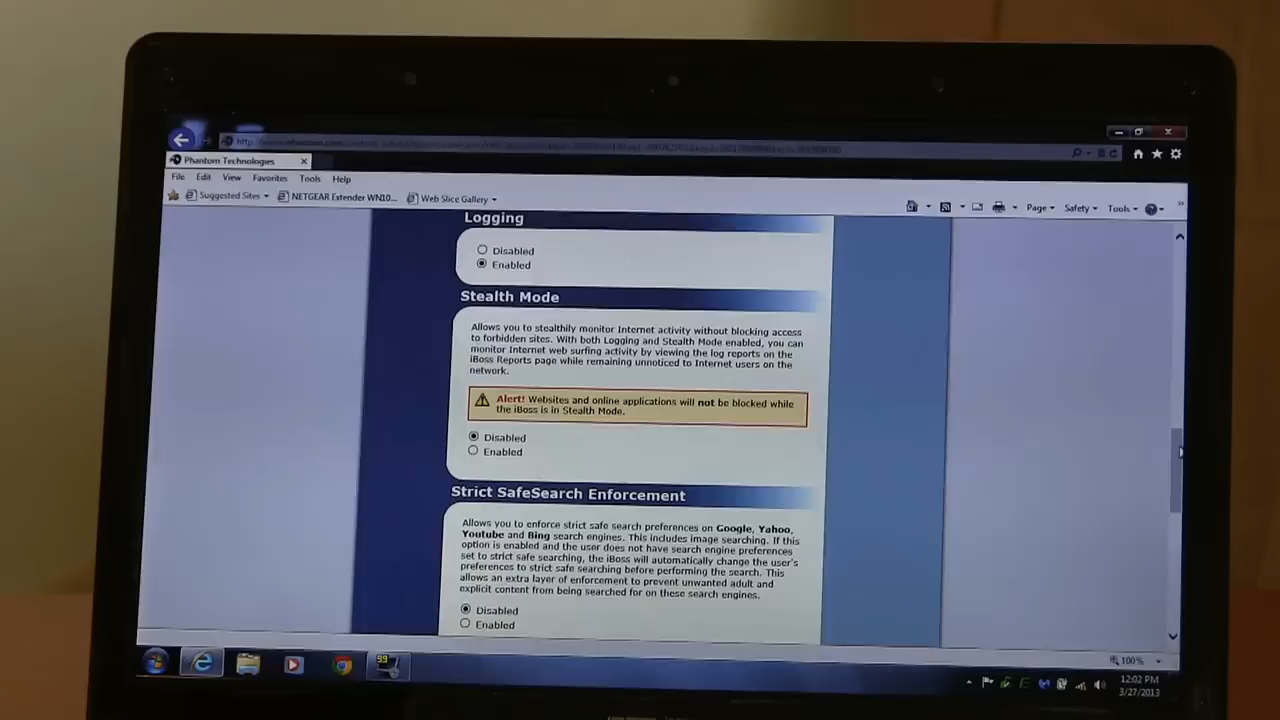 Phantom Technologies
File Edit View Favorites Tools Help
Suggested Sites NETGEAR Extender WN10... Web Slice Gallery
Page Safety Tools
Logging
Disabled
Enabled
Stealth Mode
Allows you to stealthily monitor Internet activity without blocking access
to forbidden sites. With both Logging and Stealth Mode enabled, you can
monitor Internet web surfing activity by viewing the log reports on the
iBoss Reports page while remaining unnoticed to Internet users on the
network.
Alert! Websites and online applications will not be blocked while
the iBoss is in Stealth Mode.
Disabled
Enabled
Strict SafeSearch Enforcement
Allows you to enforce strict safe search preferences on Google, Yahoo,
Youtube and Bing search engines. This includes image searching. If this
option is enabled and the user does not have search engine preferences
set to strict safe searching, the iBoss will automatically change the user's
preferences to strict safe searching before performing the search. This
allows an extra layer of enforcement to prevent unwanted adult and
explicit content from being searched for on these search engines.
Disabled
Enabled
100%
99
12:02 PM
3/27/2013